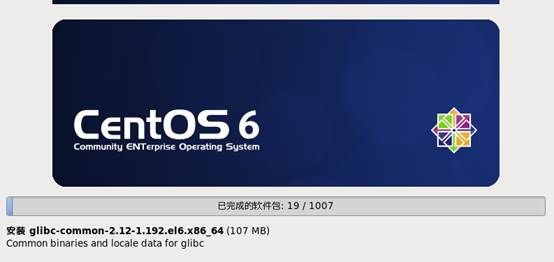 CentOS 6
Community ENTerprise Operating System
已完成的软件包: 19 / 1007
安装 glibc-common-2.12-1.192.el6.x86_64 (107 MB)
Common binaries and locale data for glibc